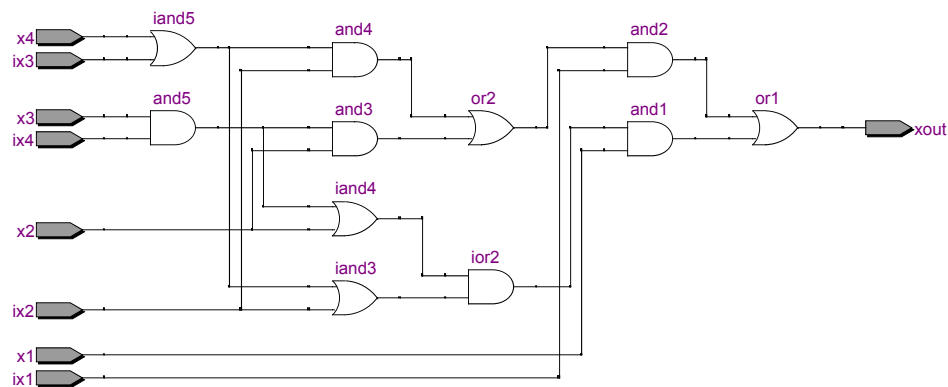 iand5
and4
and2
x4
ix3
and5
and3
or2
and1
or1
x3
ix4
xout
iand4
x2
iand3
ior2
ix2
x1
ix1